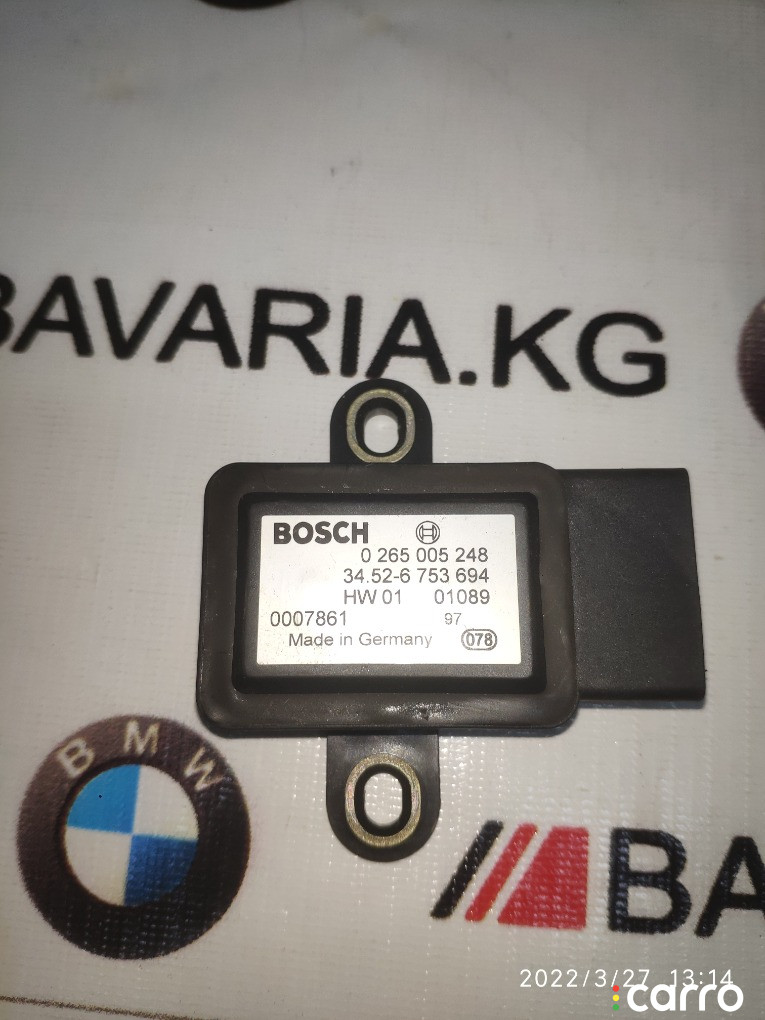 BAVARIA.KG
BOSCH
0 265 005 248
34.52-6 753 694
HW 01 01089
0007861 97
Made in Germany 078
BMW
BA
2022/3/27 13:14
carro